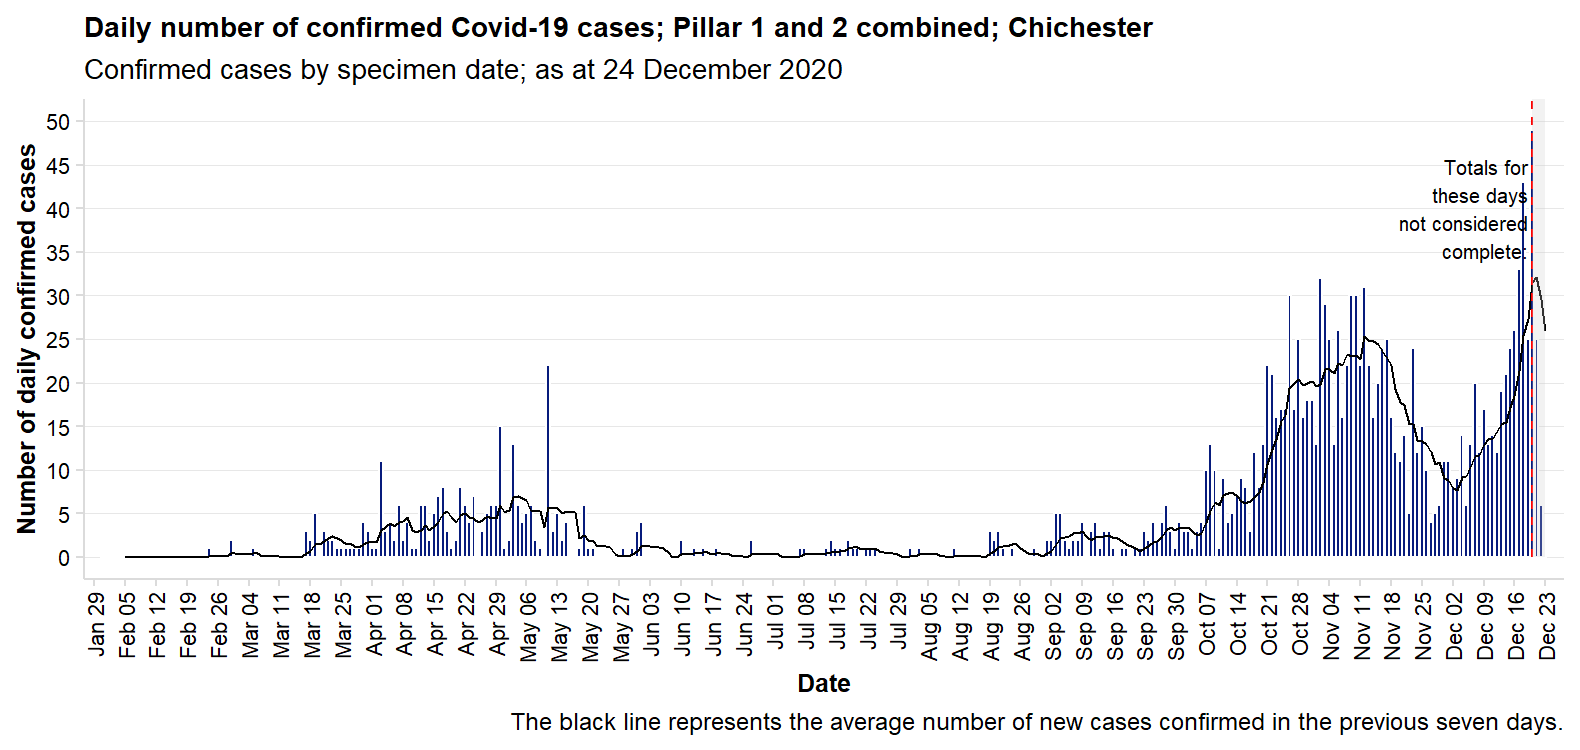 Daily number of confirmed Covid-19 cases; Pillar 1 and 2 combined; Chichester
Confirmed cases by specimen date; as at 24 December 2020
Number of daily confirmed cases
50
45
40
35
30
25
20
15
10
5
0
Totals for
these days
not considered
complete.
Jan 29
Feb 05
Feb 12
Feb 19
Feb 26
Mar 04
Mar 11
Mar 18
Mar 25
Apr 01
Apr 08
Apr 15
Apr 22
Apr 29
May 06
May 13
May 20
May 27
Jun 03
Jun 10
Jun 17
Jun 24
Jul 01
Jul 08
Jul 15
Jul 22
Jul 29
Aug 05
Aug 12
Aug 19
Aug 26
Sep 02
Sep 09
Sep 16
Sep 23
Sep 30
Oct 07
Oct 14
Oct 21
Oct 28
Nov 04
Nov 11
Nov 18
Nov 25
Dec 02
Dec 09
Dec 16
Dec 23
Date
The black line represents the average number of new cases confirmed in the previous seven days.